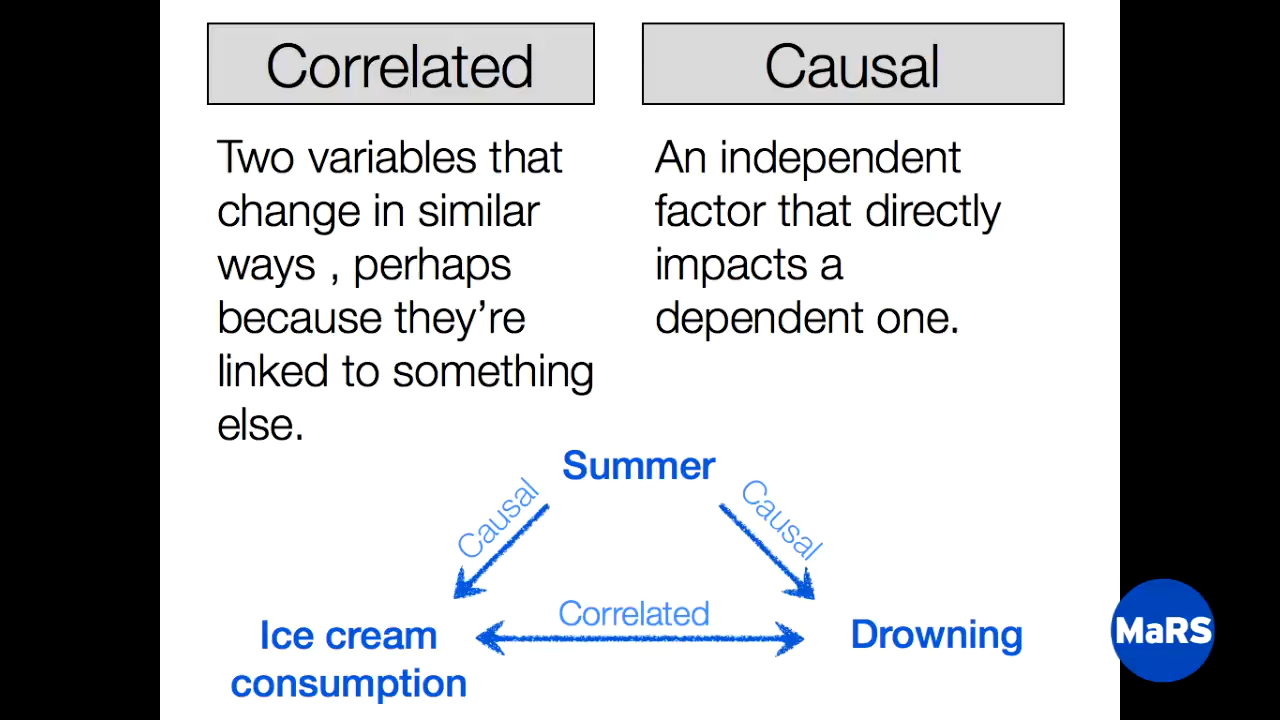 Correlated
Two variables that
change in similar
ways , perhaps
because they’re
linked to something
else.
Causal
An independent
factor that directly
impacts a
dependent one.
Summer
Causal
Causal
Correlated
Ice cream
consumption
Drowning
MaRS